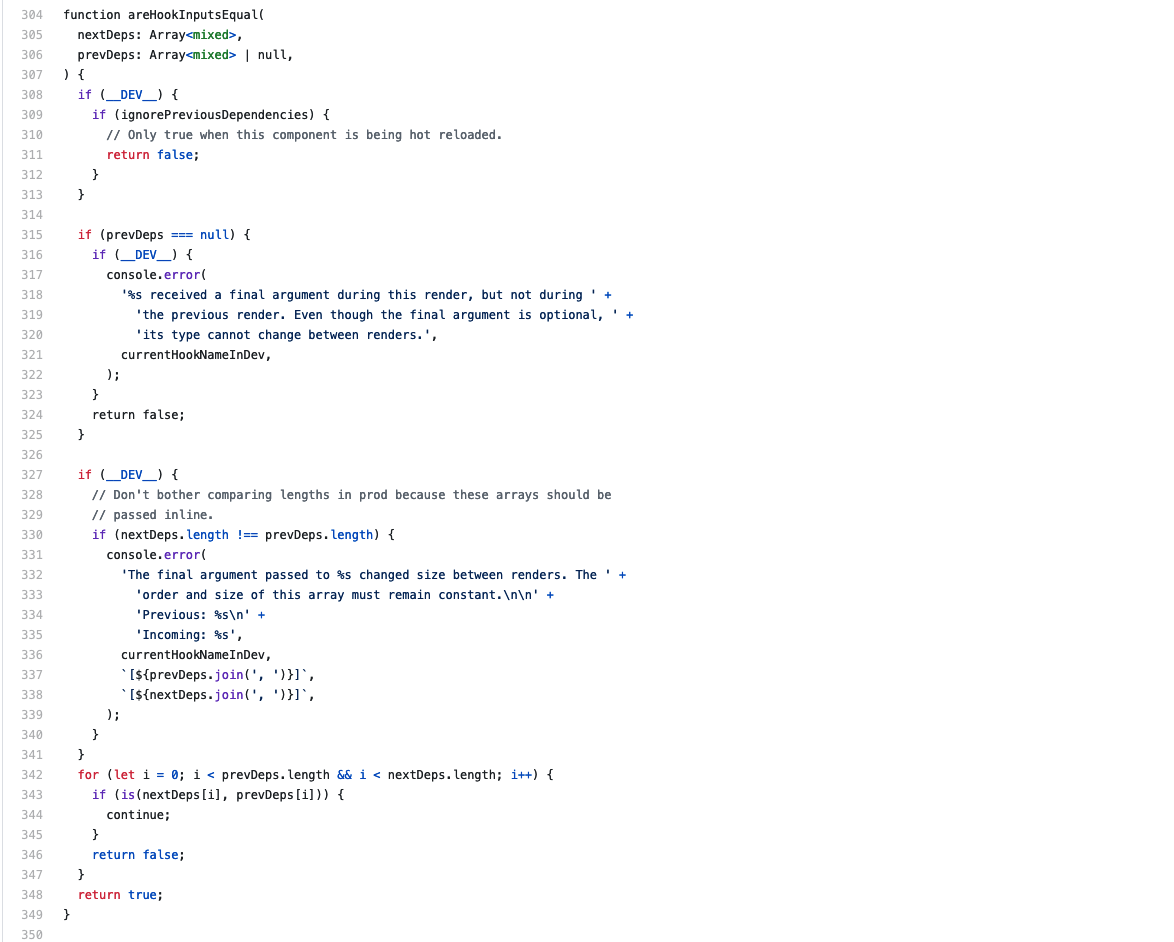 304 function areHookInputsEqual(
305   nextDeps: Array<mixed>,
306   prevDeps: Array<mixed> | null,
307 ) {
308   if (__DEV__) {
309     if (ignorePreviousDependencies) {
310       // Only true when this component is being hot reloaded.
311       return false;
312     }
313   }
314
315   if (prevDeps === null) {
316     if (__DEV__) {
317       console.error(
318         '%s received a final argument during this render, but not during ' +
319           'the previous render. Even though the final argument is optional, ' +
320           'its type cannot change between renders.',
321         currentHookNameInDev,
322       );
323     }
324     return false;
325   }
326
327   if (__DEV__) {
328     // Don't bother comparing lengths in prod because these arrays should be
329     // passed inline.
330     if (nextDeps.length !== prevDeps.length) {
331       console.error(
332         'The final argument passed to %s changed size between renders. The ' +
333           'order and size of this array must remain constant.\n\n' +
334           'Previous: %s\n' +
335           'Incoming: %s',
336         currentHookNameInDev,
337         `[${prevDeps.join(', ')}]`,
338         `[${nextDeps.join(', ')}]`,
339       );
340     }
341   }
342   for (let i = 0; i < prevDeps.length && i < nextDeps.length; i++) {
343     if (is(nextDeps[i], prevDeps[i])) {
344       continue;
345     }
346     return false;
347   }
348   return true;
349 }
350